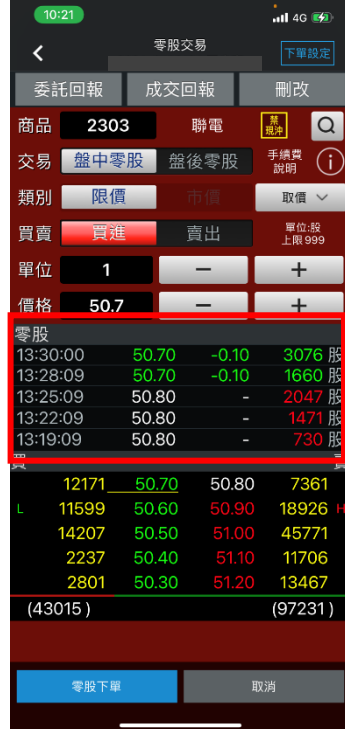 10:21 4G
零股交易
下單設定
委託回報 成交回報 刪改
商品 2303 聯電 禁現沖
交易 盤中零股 盤後零股 手續費說明
類別 限價 市價 取價
買賣 買進 賣出 單位:股 上限999
單位 1 — +
價格 50.7 — +
零股
13:30:00 50.70 -0.10 3076 股
13:28:09 50.70 -0.10 1660 股
13:25:09 50.80 - 2047 股
13:22:09 50.80 - 1471 股
13:19:09 50.80 - 730 股
12171 50.70 50.80 7361
L 11599 50.60 50.90 18926 H
14207 50.50 51.00 45771
2237 50.40 51.10 11706
2801 50.30 51.20 13467
(43015) (97231)
零股下單 取消